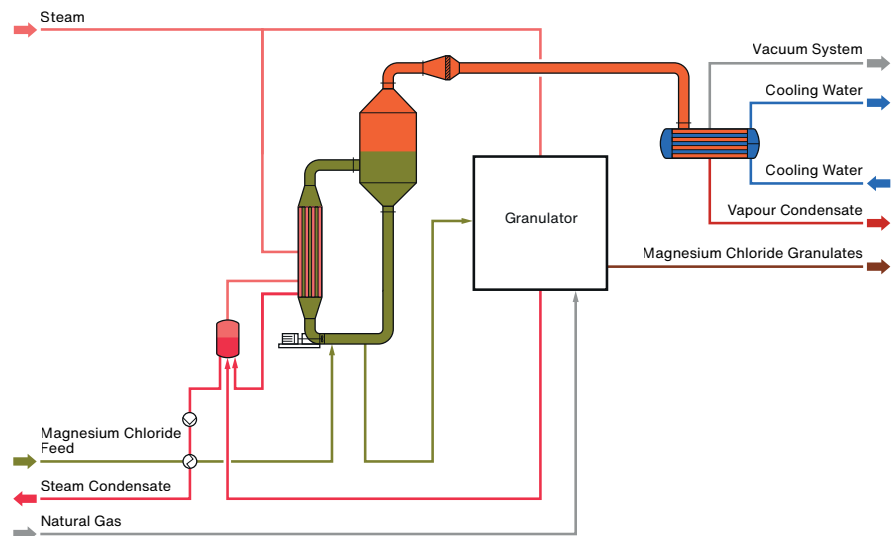 Steam
Vacuum System
Cooling Water
Cooling Water
Granulator
Vapour Condensate
Magnesium Chloride Granulates
Magnesium Chloride
Feed
Steam Condensate
Natural Gas